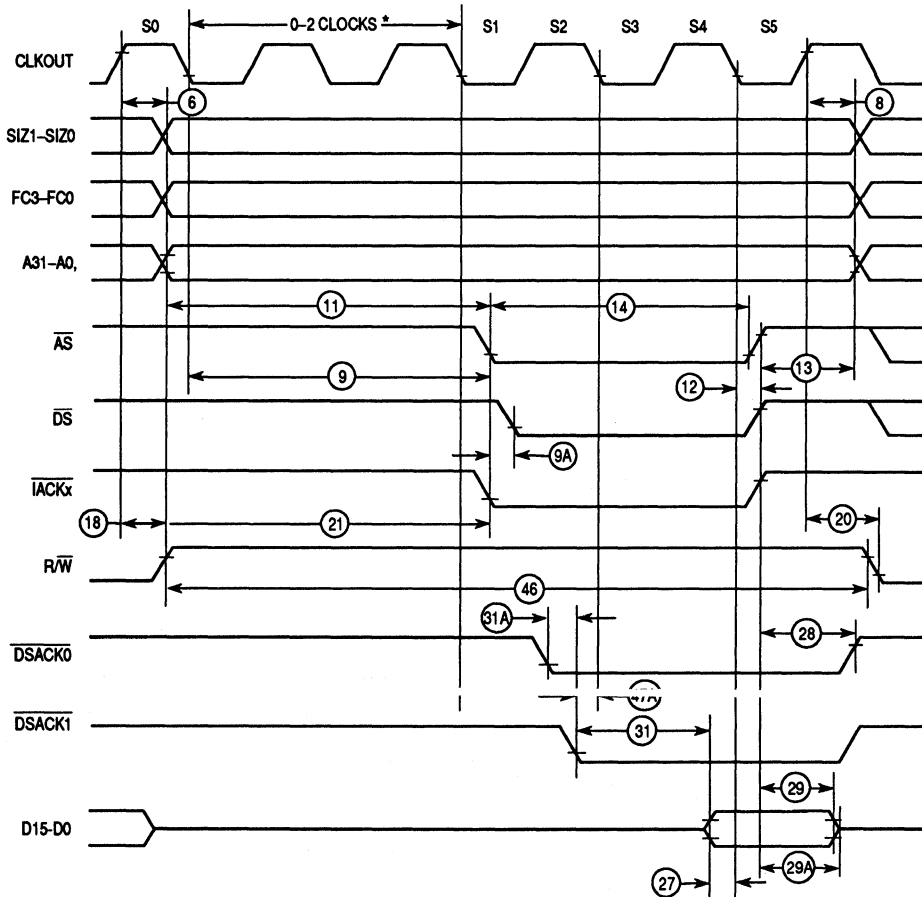 S0 0–2 CLOCKS * S1 S2 S3 S4 S5
CLKOUT
6 8
SIZ1–SIZ0
FC3–FC0
A31–A0,
11 14
AS
9 12 13
DS
9A
IACKx
18 21 20
R/W
46
31A 28
DSACK0
47A
DSACK1
31
29
D15-D0
27 29A